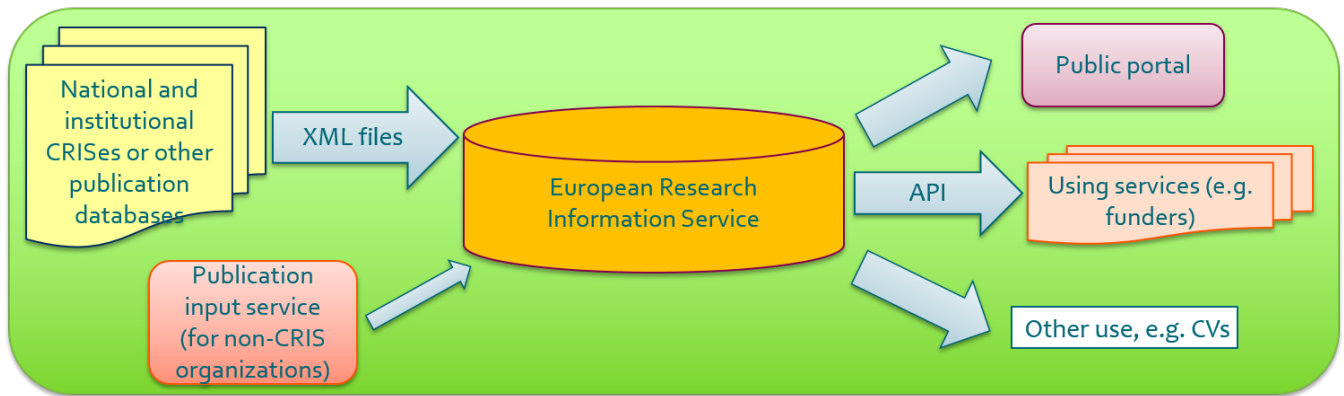 National and
institutional
CRISes or other
publication
databases
XML files
Publication
input service
(for non-CRIS
organizations)
European Research
Information Service
Public portal
API
Using services (e.g.
funders)
Other use, e.g. CVs